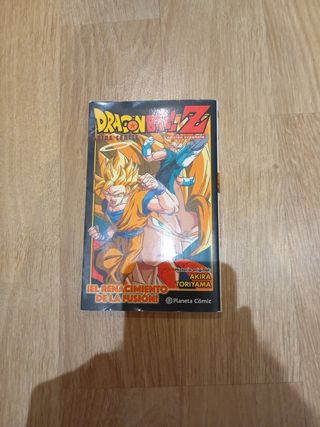 DRAGON BALL Z
AKIRA
TORIYAMA
¡EL RENACIMIENTO
DE LA FUSIÓN!
Planeta Cómic